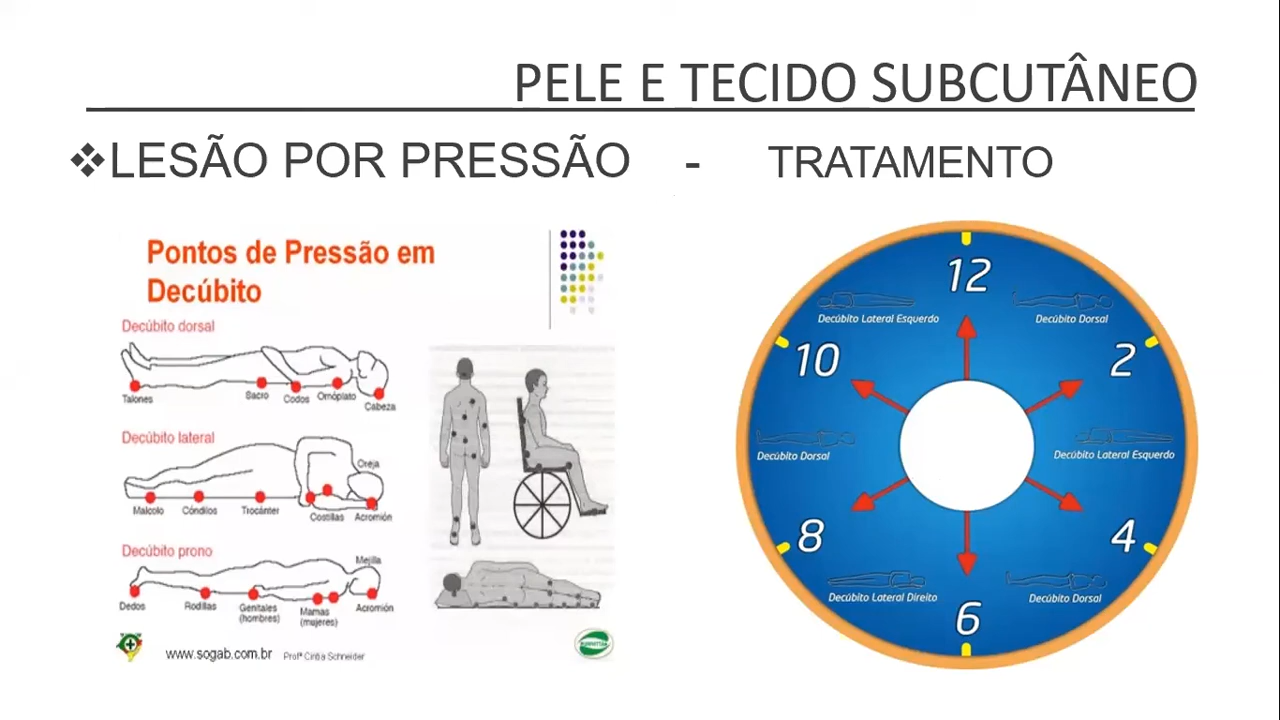 PELE E TECIDO SUBCUTÂNEO
❖LESÃO POR PRESSÃO - TRATAMENTO
Pontos de Pressão em
Decúbito
Decúbito dorsal
Talones Sacro Codos Omóplato Cabeza
Decúbito lateral
Oreja
Malcolo Cóndilos Trocánter Costillas Acromión
Decúbito prono
Mejilla
Dedos Rodillas Genitales Mamas Acromión
(hombres) (mujeres)
www.sogab.com.br Profª Cintia Schneider
12
Decúbito Lateral Esquerdo Decúbito Dorsal
10 2
Decúbito Dorsal Decúbito Lateral Esquerdo
8 4
Decúbito Lateral Direito Decúbito Dorsal
6